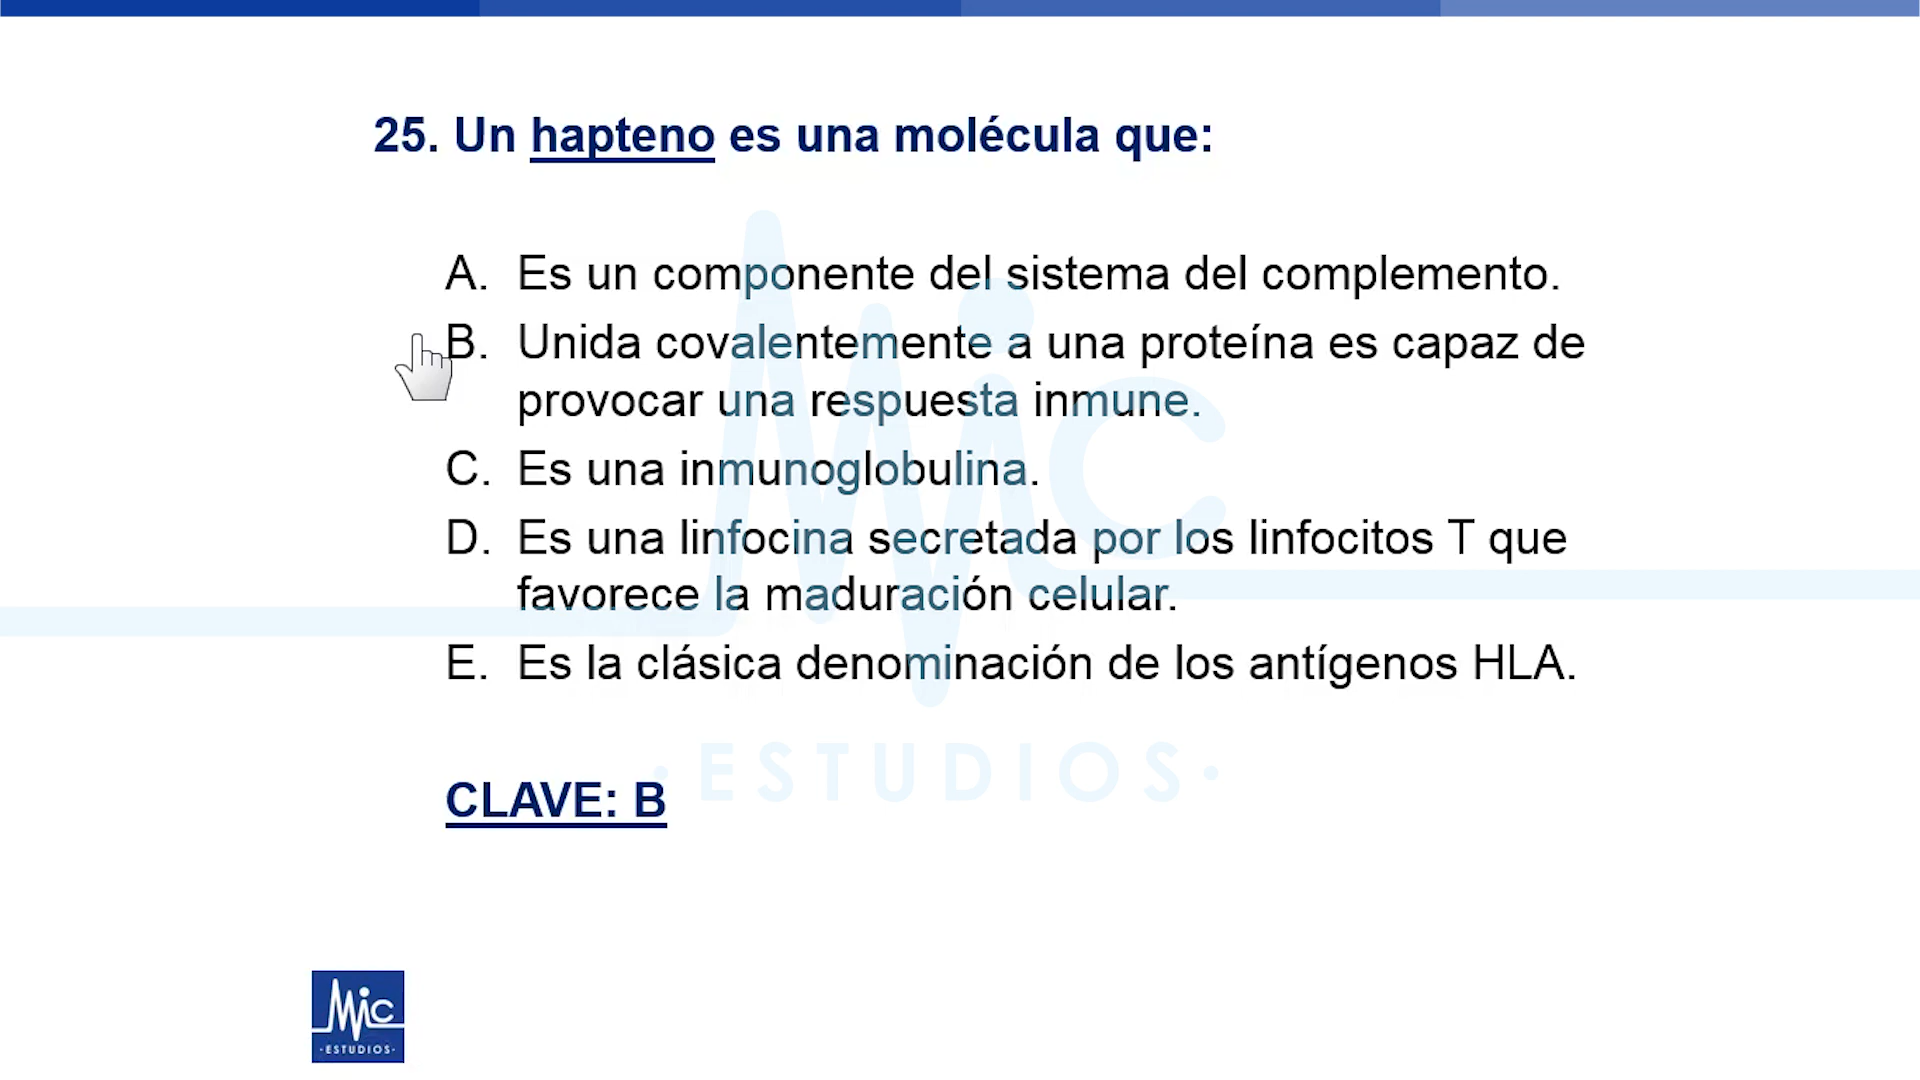 25. Un hapteno es una molécula que:
A. Es un componente del sistema del complemento.
B. Unida covalentemente a una proteína es capaz de
provocar una respuesta inmune.
C. Es una inmunoglobulina.
D. Es una linfocina secretada por los linfocitos T que
favorece la maduración celular.
E. Es la clásica denominación de los antígenos HLA.
MiC
·ESTUDIOS·
CLAVE: B
MiC
·ESTUDIOS·